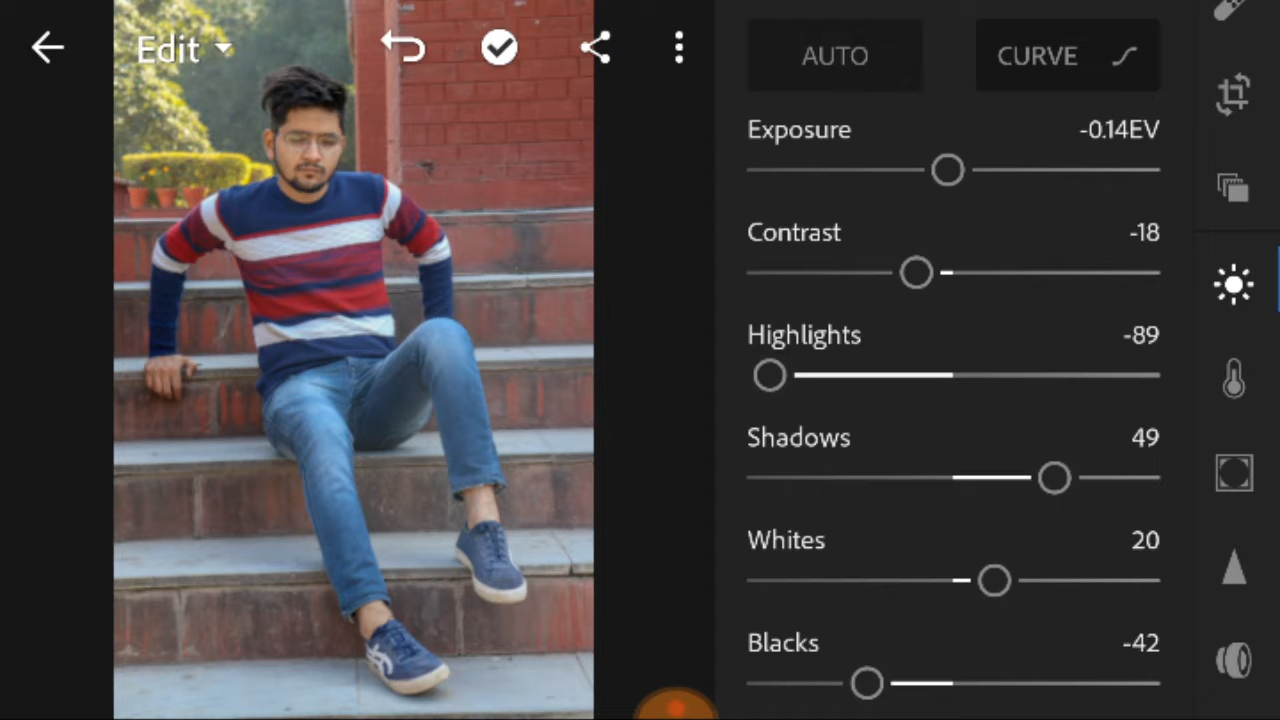 Edit
AUTO
CURVE
Exposure -0.14EV
Contrast -18
Highlights -89
Shadows 49
Whites 20
Blacks -42